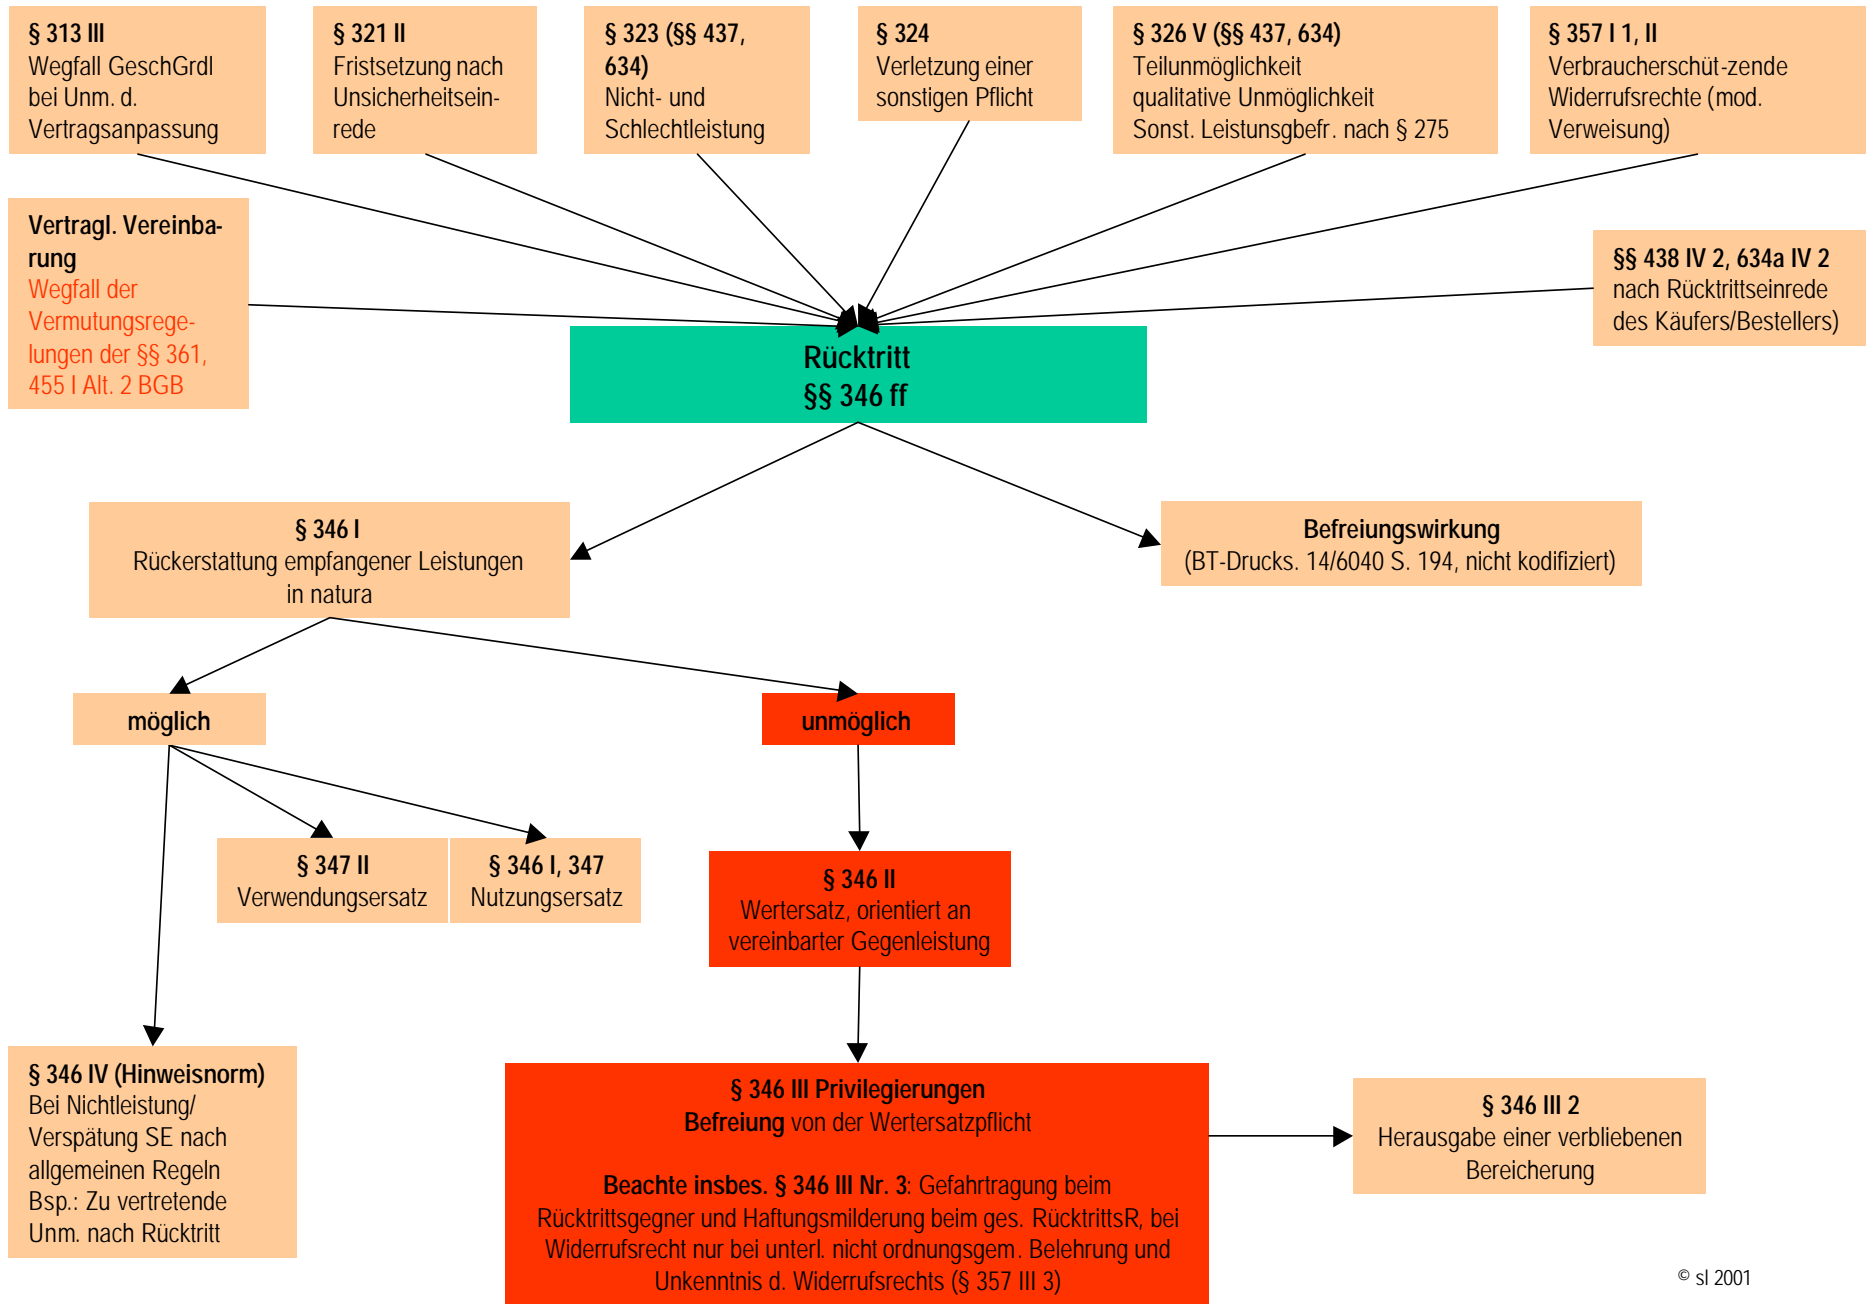 § 313 III
Wegfall GeschGrdl
bei Unm. d.
Vertragsanpassung
§ 321 II
Fristsetzung nach
Unsicherheitsein-
rede
§ 323 (§§ 437,
634)
Nicht- und
Schlechtleistung
§ 324
Verletzung einer
sonstigen Pflicht
§ 326 V (§§ 437, 634)
Teilunmöglichkeit
qualitative Unmöglichkeit
Sonst. Leistunsgbefr. nach § 275
§ 357 I 1, II
Verbraucherschüt-zende
Widerrufsrechte (mod.
Verweisung)
Vertragl. Vereinba-
rung
Wegfall der
Vermutungsrege-
lungen der §§ 361,
455 I Alt. 2 BGB
§§ 438 IV 2, 634a IV 2
nach Rücktrittseinrede
des Käufers/Bestellers)
Rücktritt
§§ 346 ff
§ 346 I
Rückerstattung empfangener Leistungen
in natura
Befreiungswirkung
(BT-Drucks. 14/6040 S. 194, nicht kodifiziert)
möglich
unmöglich
§ 347 II
Verwendungsersatz
§ 346 I, 347
Nutzungsersatz
§ 346 II
Wertersatz, orientiert an
vereinbarter Gegenleistung
§ 346 IV (Hinweisnorm)
Bei Nichtleistung/
Verspätung SE nach
allgemeinen Regeln
Bsp.: Zu vertretende
Unm. nach Rücktritt
§ 346 III Privilegierungen
Befreiung von der Wertersatzpflicht
Beachte insbes. § 346 III Nr. 3: Gefahrtragung beim
Rücktrittsgegner und Haftungsmilderung beim ges. RücktrittsR, bei
Widerrufsrecht nur bei unterl. nicht ordnungsgem. Belehrung und
Unkenntnis d. Widerrufsrechts (§ 357 III 3)
§ 346 III 2
Herausgabe einer verbliebenen
Bereicherung
© sl 2001